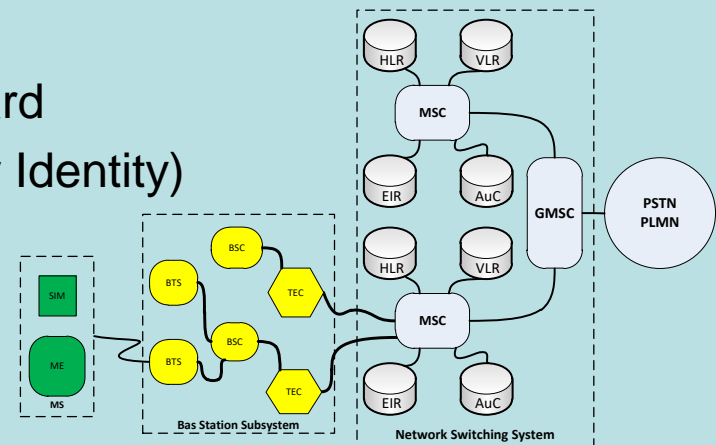 rd
Identity)
HLR
VLR
MSC
EIR
AuC
GMSC
PSTN
PLMN
BSC
BTS
TEC
HLR
VLR
MSC
SIM
BTS
BSC
ME
TEC
EIR
AuC
MS
Bas Station Subsystem
Network Switching System